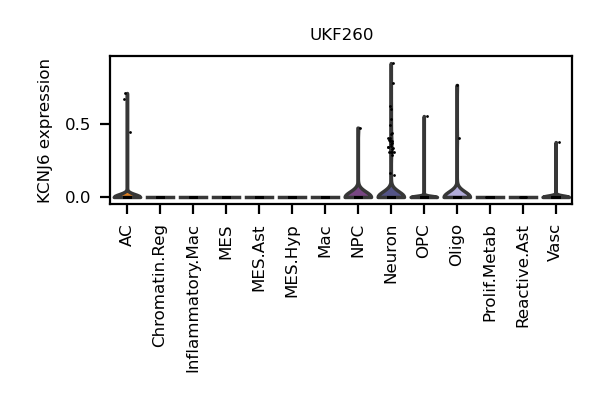 UKF260
KCNJ6 expression
0.5
0.0
AC
Chromatin.Reg
Inflammatory.Mac
MES
MES.Ast
MES.Hyp
Mac
NPC
Neuron
OPC
Oligo
Prolif.Metab
Reactive.Ast
Vasc